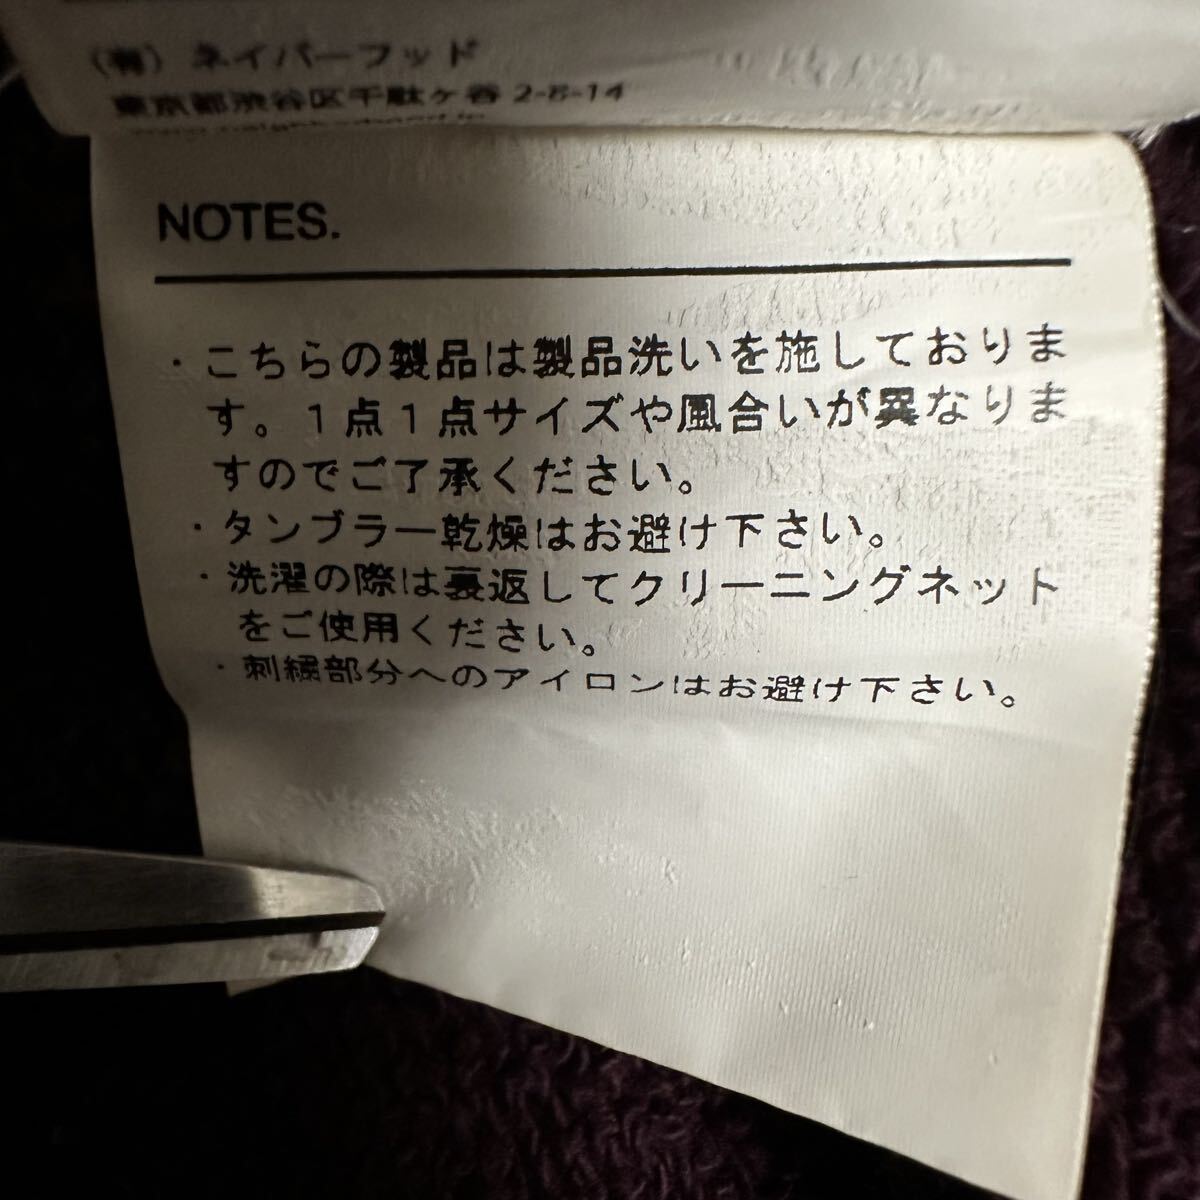 (有) ネイバーフッド
東京都渋谷区千駄ヶ谷 2-8-14
NOTES.
・こちらの製品は製品洗いを施しておりま
す。1点1点サイズや風合いが異なりま
すのでご了承ください。
・タンブラー乾燥はお避け下さい。
・洗濯の際は裏返してクリーニングネット
をご使用ください。
・刺繍部分へのアイロンはお避け下さい。